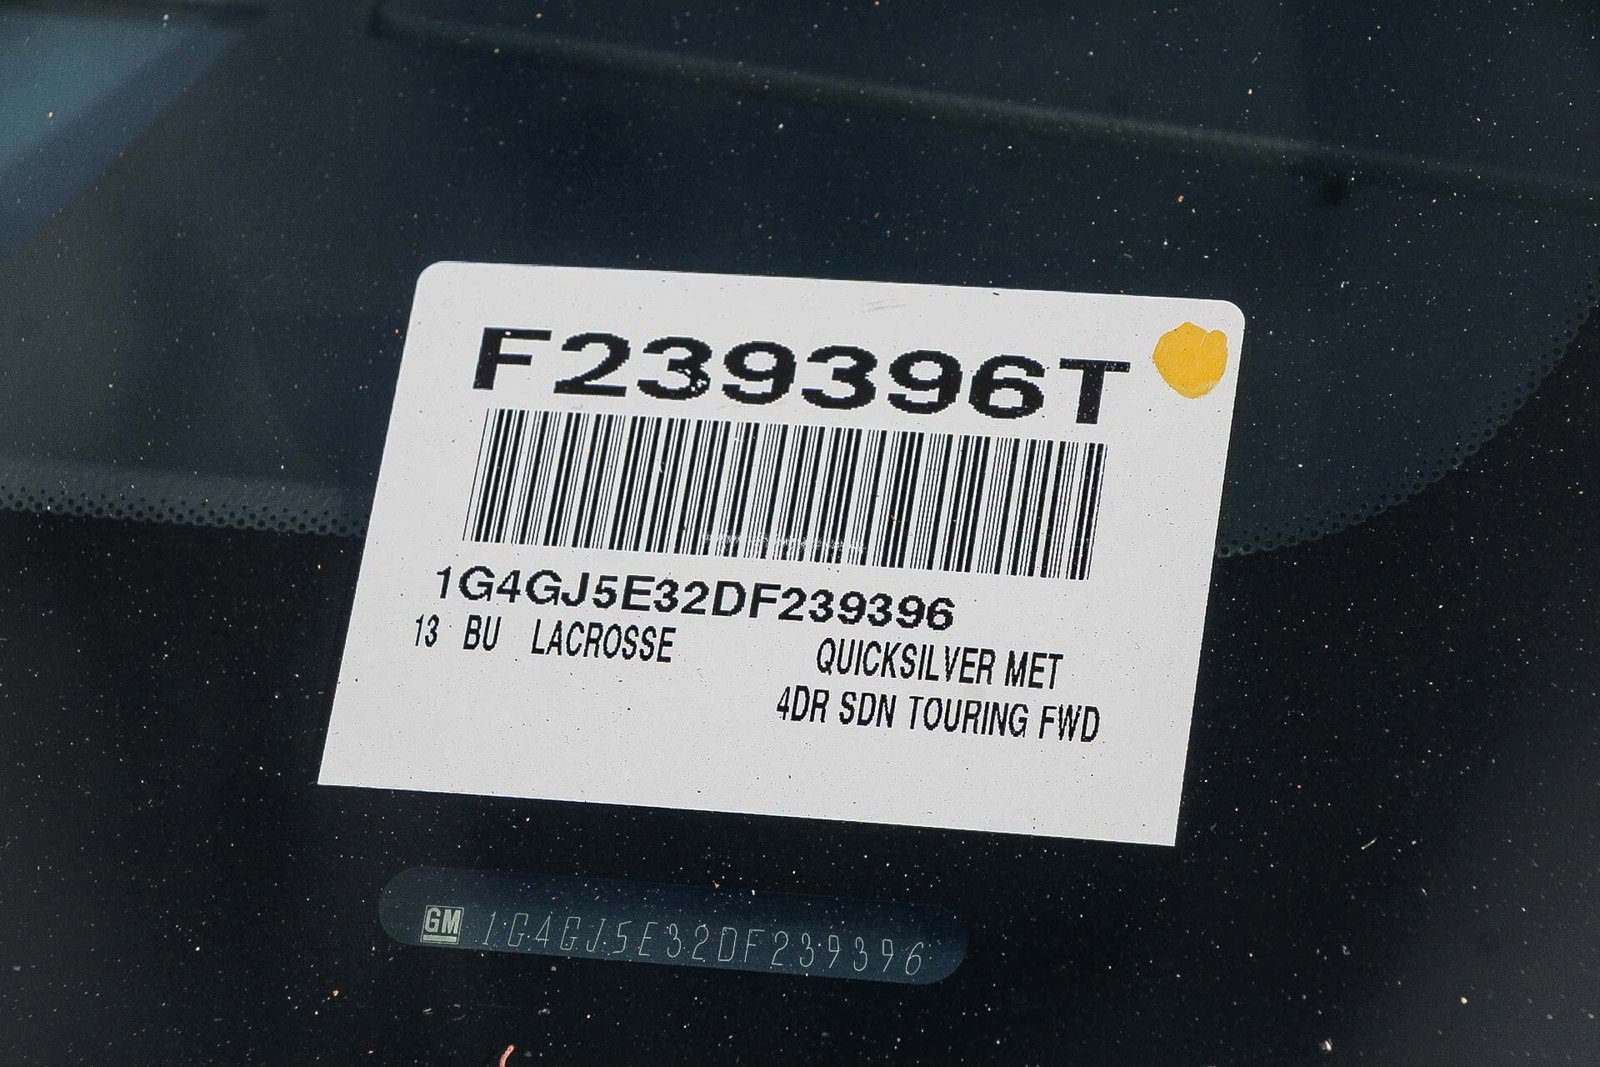 F239396T
1G4GJ5E32DF239396
13 BU LACROSSE QUICKSILVER MET
4DR SDN TOURING FWD
GM 1G4GJ5E32DF239396